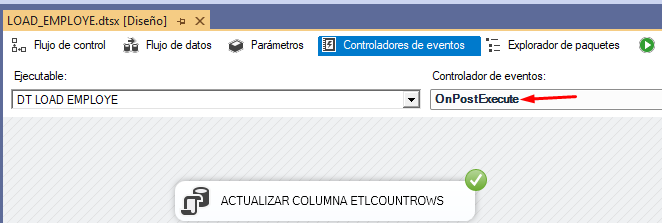 LOAD_EMPLOYE.dtsx [Diseño]
Flujo de control Flujo de datos Parámetros Controladores de eventos Explorador de paquetes
Ejecutable: Controlador de eventos:
DT LOAD EMPLOYE OnPostExecute
ACTUALIZAR COLUMNA ETLCOUNTROWS